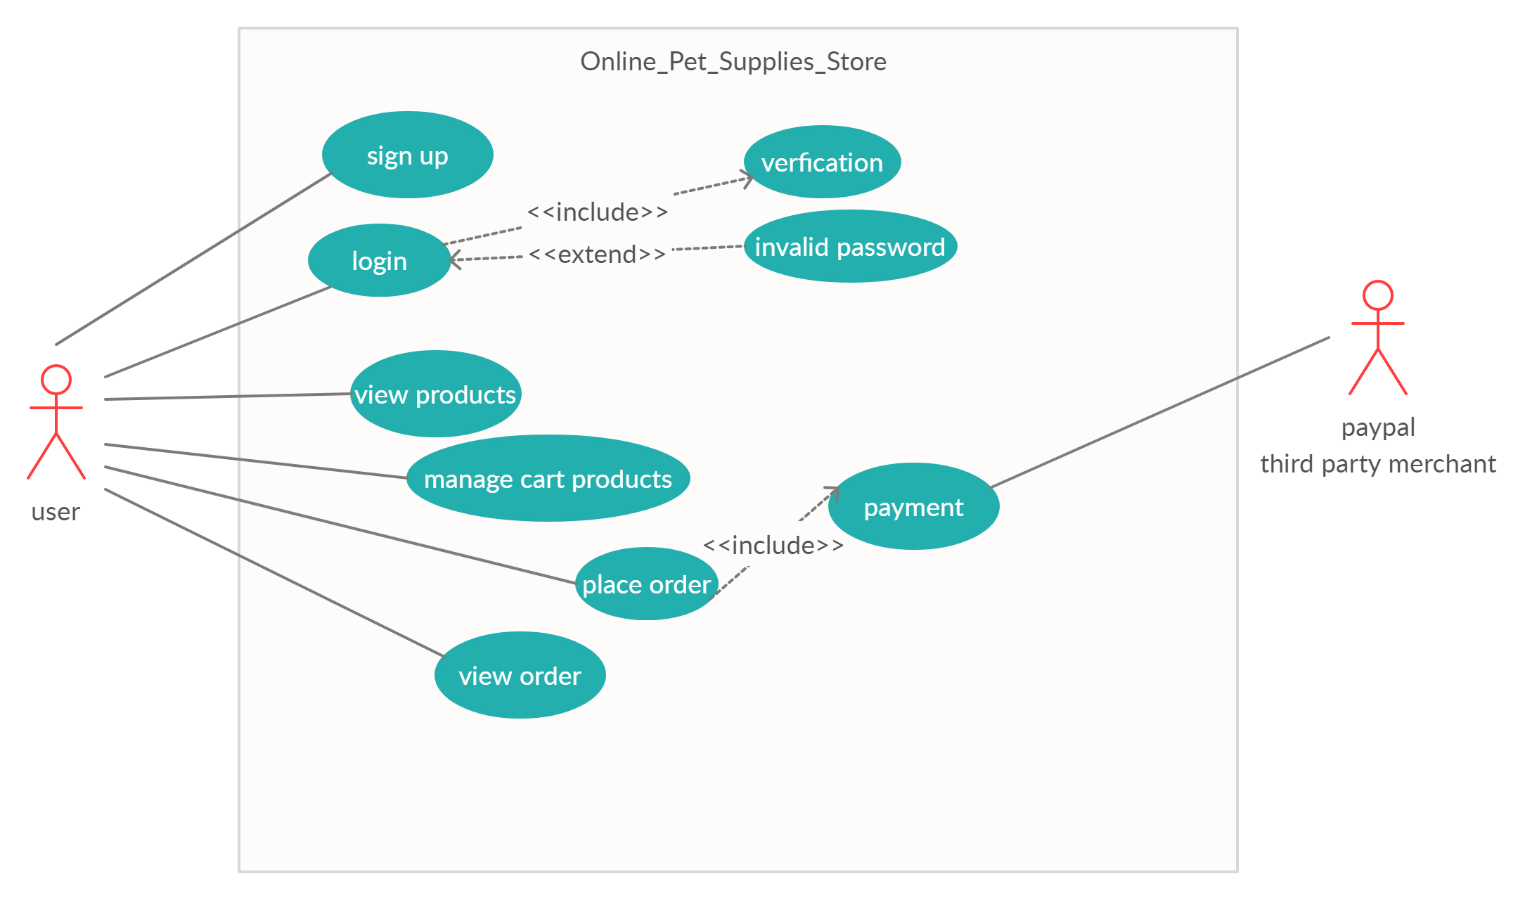 Online_Pet_Supplies_Store
sign up
verfication
<<include>>
login
<<extend>>
invalid password
view products
paypal
third party merchant
manage cart products
user
payment
<<include>>
place order
view order